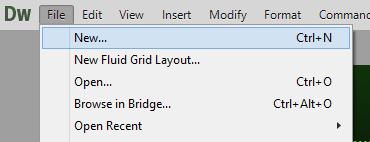 Dw File Edit View Insert Modify Format Comman
New... Ctrl+N
New Fluid Grid Layout...
Open... Ctrl+O
Browse in Bridge... Ctrl+Alt+O
Open Recent